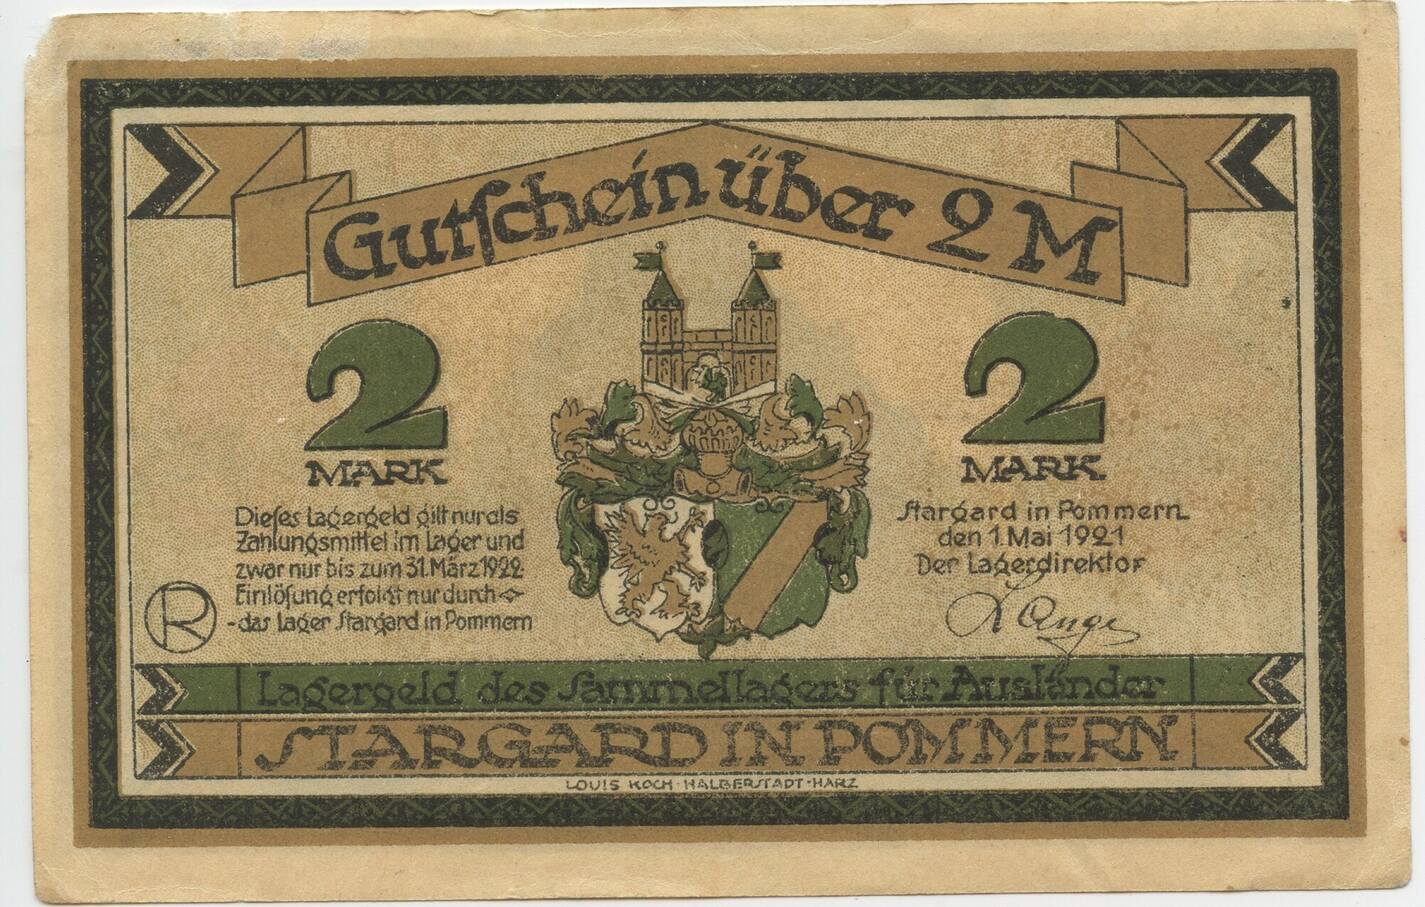 Gutſchein über 2 M
2
MARK
2
MARK
Dieſes Lagergeld gilt nur als
Zahlungsmittel im Lager und
zwar nur bis zum 31. März 1922
Einlöſung erfolgt nur durch
- das Lager Stargard in Pommern
R
Stargard in Pommern
den 1. Mai 1921
Der Lagerdirektor
Lagergeld des Sammellagers für Ausländer
STARGARD IN POMMERN
LOUIS KOCH · HALBERSTADT · HARZ